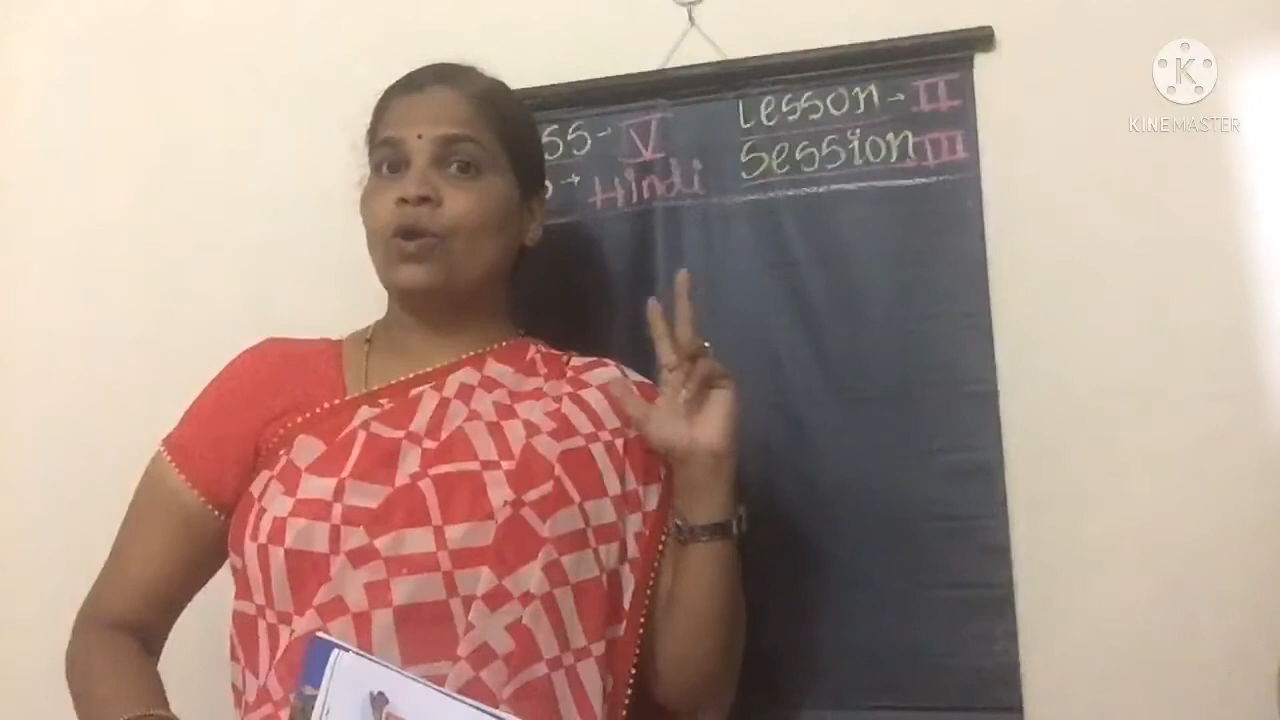 ss→ V
→ Hindi
Lesson→ II
Session III
K
KINEMASTER